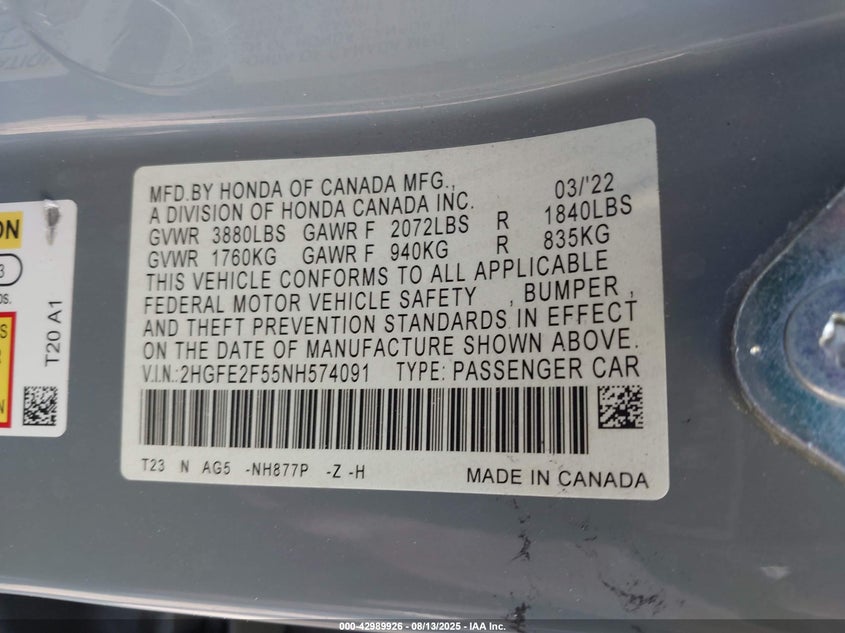 MFD.BY HONDA OF CANADA MFG., 03/'22
A DIVISION OF HONDA CANADA INC.
GVWR 3880LBS GAWR F 2072LBS R 1840LBS
GVWR 1760KG GAWR F 940KG R 835KG
THIS VEHICLE CONFORMS TO ALL APPLICABLE
FEDERAL MOTOR VEHICLE SAFETY , BUMPER ,
AND THEFT PREVENTION STANDARDS IN EFFECT
ON THE DATE OF MANUFACTURE SHOWN ABOVE.
V.I.N.:2HGFE2F55NH574091 TYPE: PASSENGER CAR
T23 N AG5 -NH877P -Z -H MADE IN CANADA
T20 A1
000-42989926 - 08/13/2025 - IAA Inc.